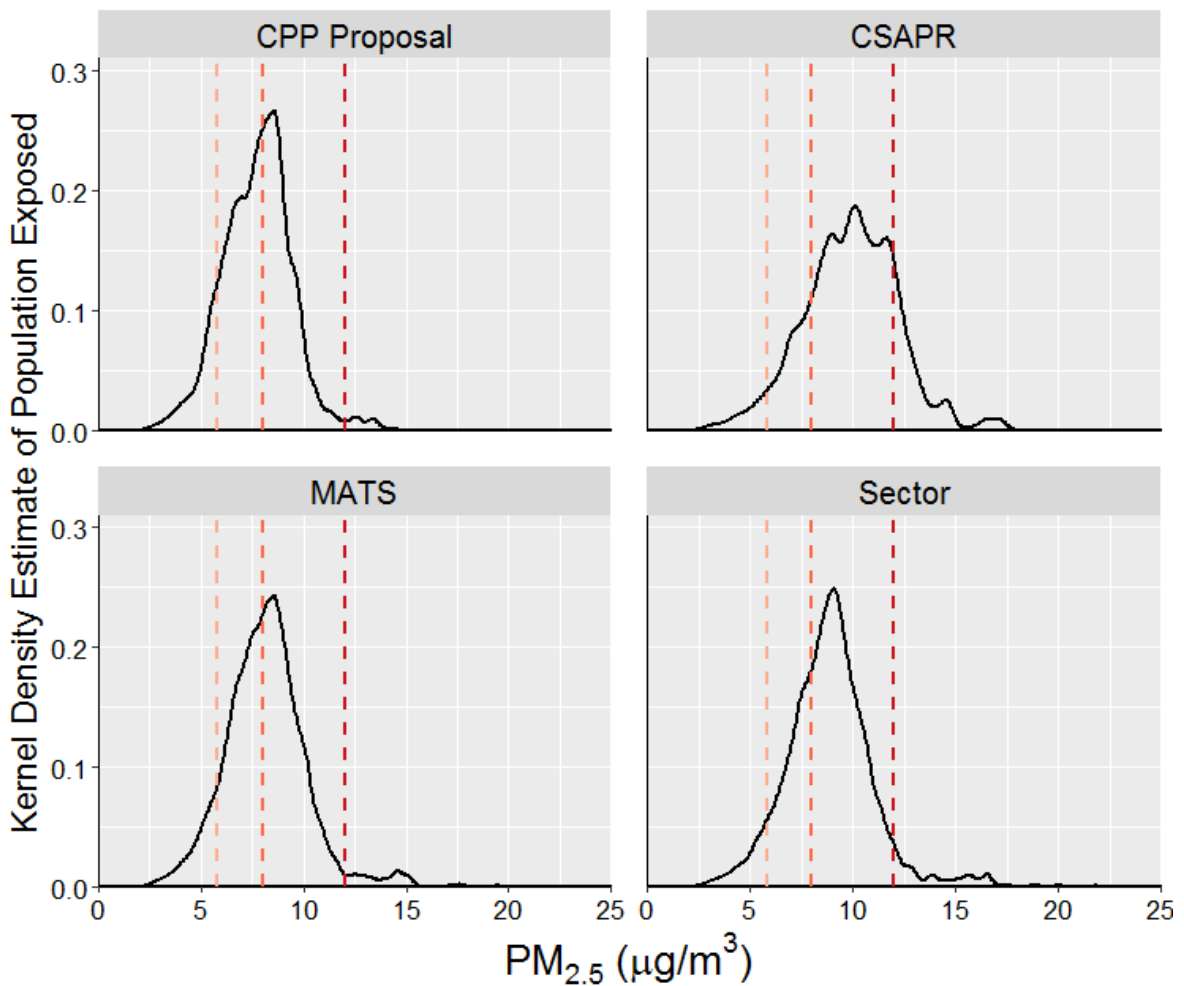 CPP Proposal
CSAPR
0.3
0.2
0.1
0.0
MATS
Sector
0.3
0.2
0.1
0.0
0 5 10 15 20 25
0 5 10 15 20 25
Kernel Density Estimate of Population Exposed
PM2.5 (μg/m³)